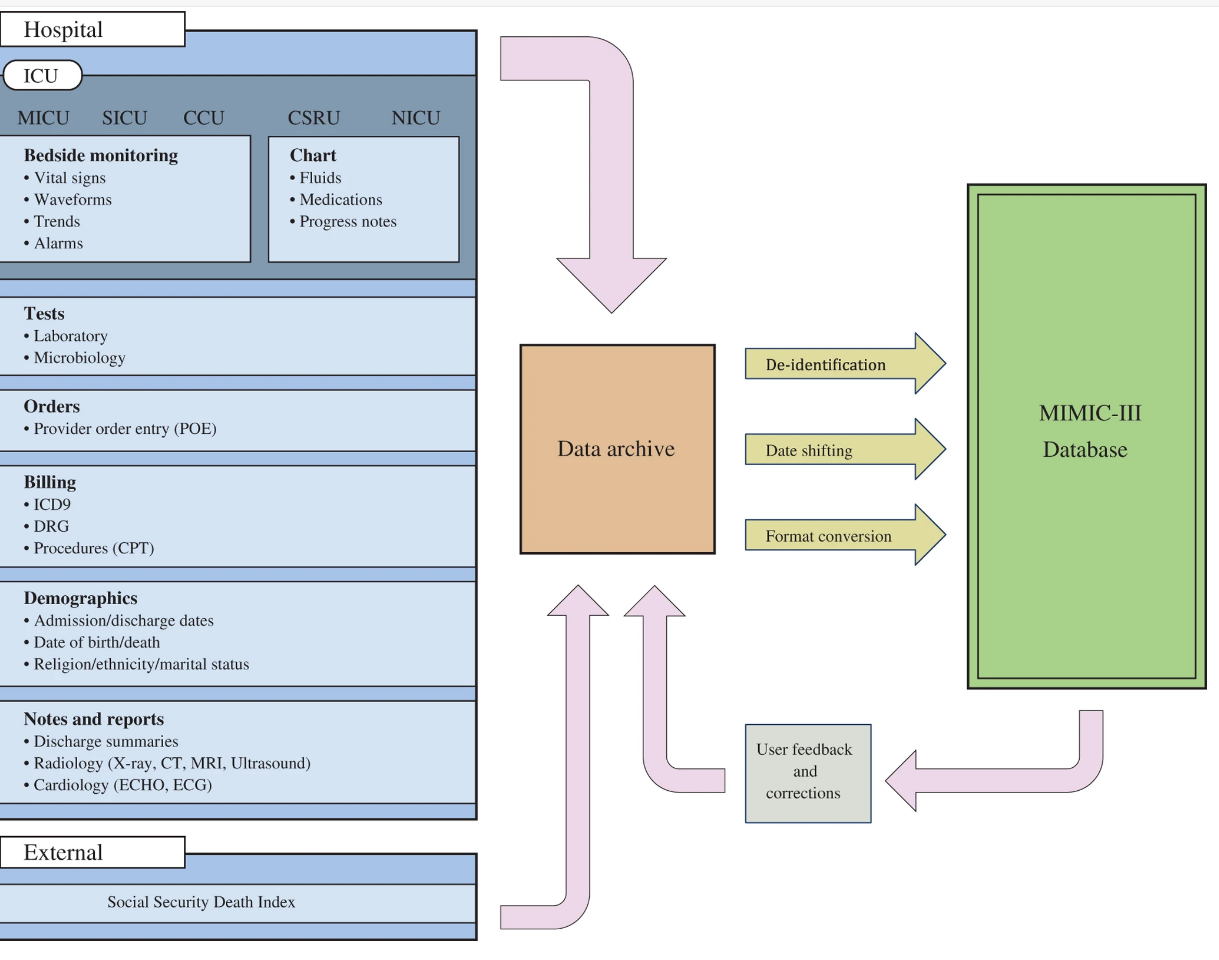 Hospital
ICU
MICU SICU CCU CSRU NICU
Bedside monitoring
• Vital signs
• Waveforms
• Trends
• Alarms
Chart
• Fluids
• Medications
• Progress notes
Tests
• Laboratory
• Microbiology
Orders
• Provider order entry (POE)
Billing
• ICD9
• DRG
• Procedures (CPT)
Demographics
• Admission/discharge dates
• Date of birth/death
• Religion/ethnicity/marital status
Notes and reports
• Discharge summaries
• Radiology (X-ray, CT, MRI, Ultrasound)
• Cardiology (ECHO, ECG)
External
Social Security Death Index
Data archive
De-identification
Date shifting
Format conversion
MIMIC-III
Database
User feedback
and
corrections